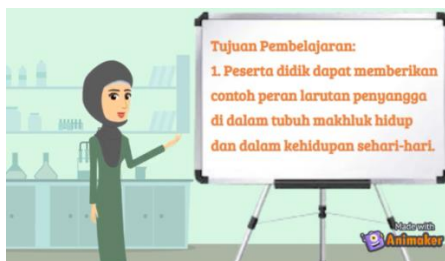 Tujuan Pembelajaran:
1. Peserta didik dapat memberikan
contoh peran larutan penyangga
di dalam tubuh makhluk hidup
dan dalam kehidupan sehari-hari.
Made with
Animaker